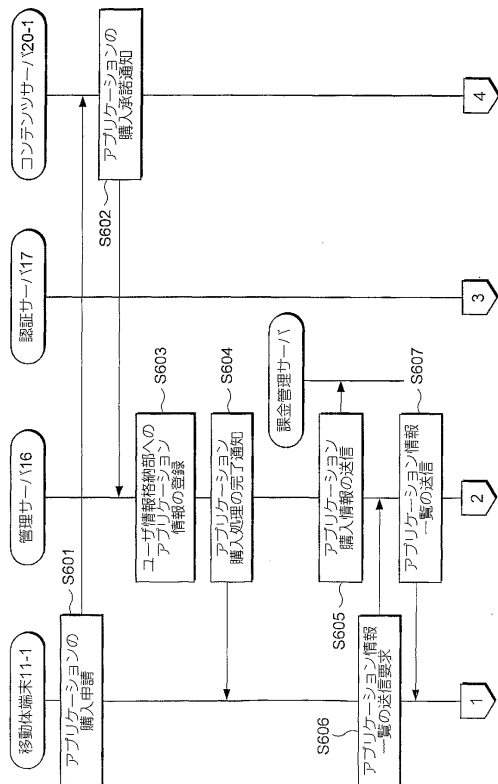 移動体端末11-1
管理サーバ16
認証サーバ17
コンテンツサーバ20-1
S601
アプリケーションの
購入申請
アプリケーションの
購入承諾通知
S602
ユーザ情報格納部への
アプリケーション
情報の登録
S603
アプリケーション
購入処理の完了通知
S604
課金管理サーバ
アプリケーション
購入情報の送信
S605
アプリケーション情報
一覧の送信要求
S606
アプリケーション情報
一覧の送信
S607
1
2
3
4